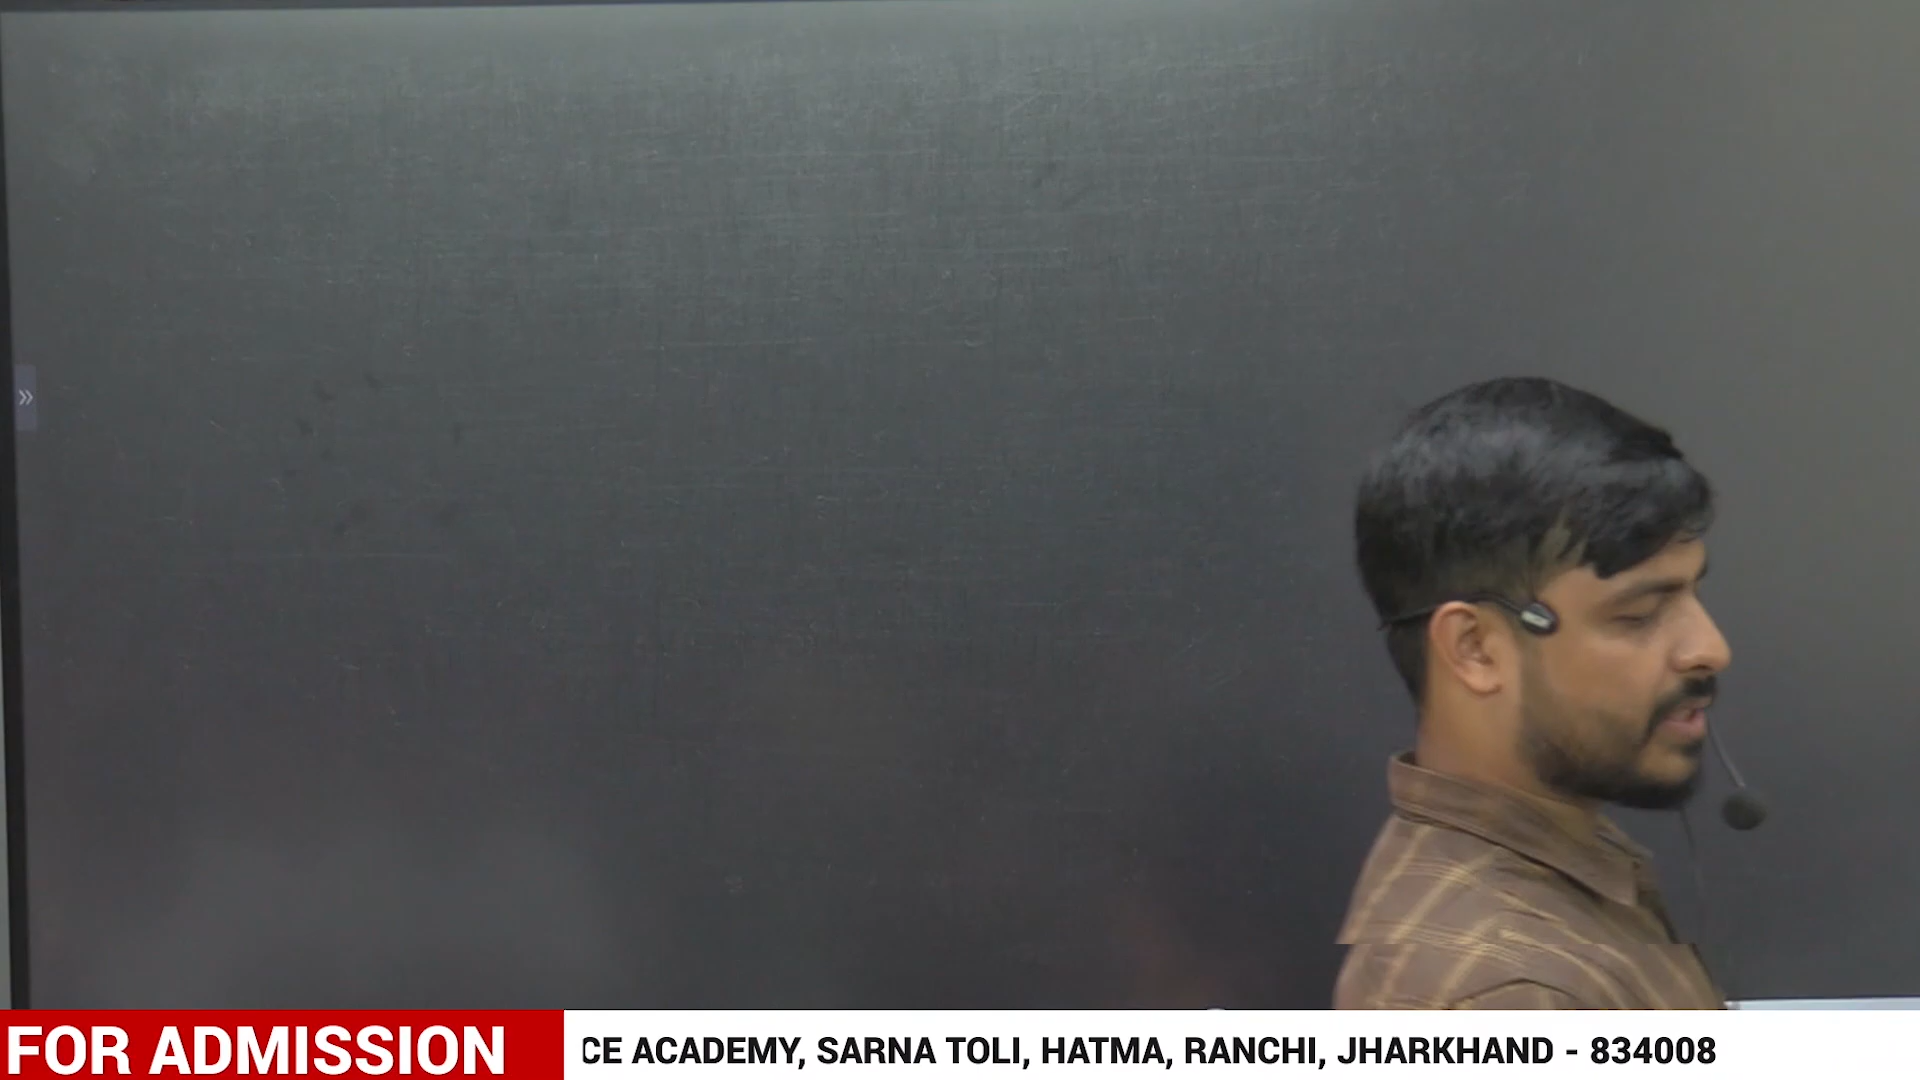 FOR ADMISSION
CE ACADEMY, SARNA TOLI, HATMA, RANCHI, JHARKHAND - 834008